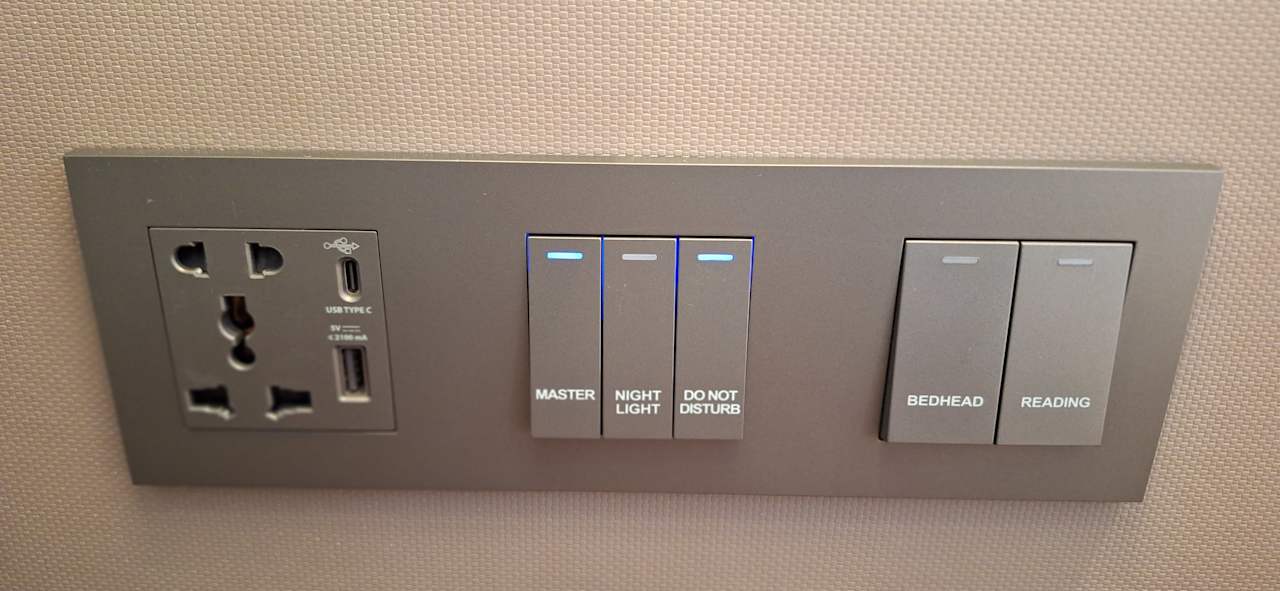 USB TYPE C
5V
≤ 2100 mA
MASTER
NIGHT
LIGHT
DO NOT
DISTURB
BEDHEAD
READING